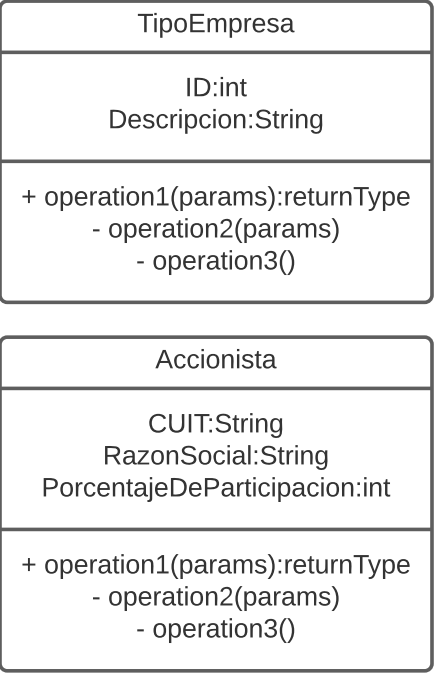 TipoEmpresa
ID:int
Descripcion:String
+ operation1(params):returnType
- operation2(params)
- operation3()
Accionista
CUIT:String
RazonSocial:String
PorcentajeDeParticipacion:int
+ operation1(params):returnType
- operation2(params)
- operation3()